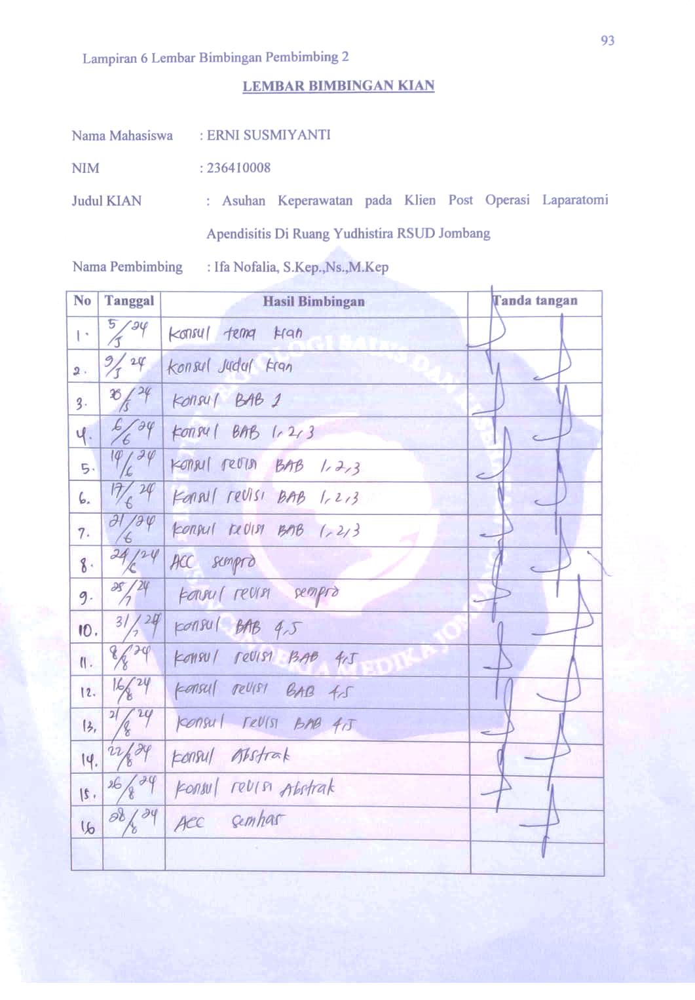 93
Lampiran 6 Lembar Bimbingan Pembimbing 2
LEMBAR BIMBINGAN KIAN
Nama Mahasiswa : ERNI SUSMIYANTI
NIM : 236410008
Judul KIAN : Asuhan Keperawatan pada Klien Post Operasi Laparatomi
Apendisitis Di Ruang Yudhistira RSUD Jombang
Nama Pembimbing : Ifa Nofalia, S.Kep.,Ns.,M.Kep
No Tanggal Hasil Bimbingan Tanda tangan
1. 5/5 24 Konsul tema kian
2. 9/5 24 Konsul Judul kian
3. 30/5 24 Konsul BAB 1
4. 6/6 24 Konsul BAB 1, 2, 3
5. 14/6 24 Konsul revisi BAB 1, 2, 3
6. 17/6 24 Konsul revisi BAB 1, 2, 3
7. 21/6 24 Konsul revisi BAB 1, 2, 3
8. 24/6 24 ACC sempro
9. 25/7 24 Konsul revisi sempro
10. 31/7 24 Konsul BAB 4,5
11. 8/8 24 Konsul revisi BAB 4,5
12. 16/8 24 Konsul revisi BAB 4,5
13. 21/8 24 Konsul revisi BAB 4,5
14. 22/8 24 Konsul Abstrak
15. 26/8 24 Konsul revisi Abstrak
16 28/8 24 ACC semhas